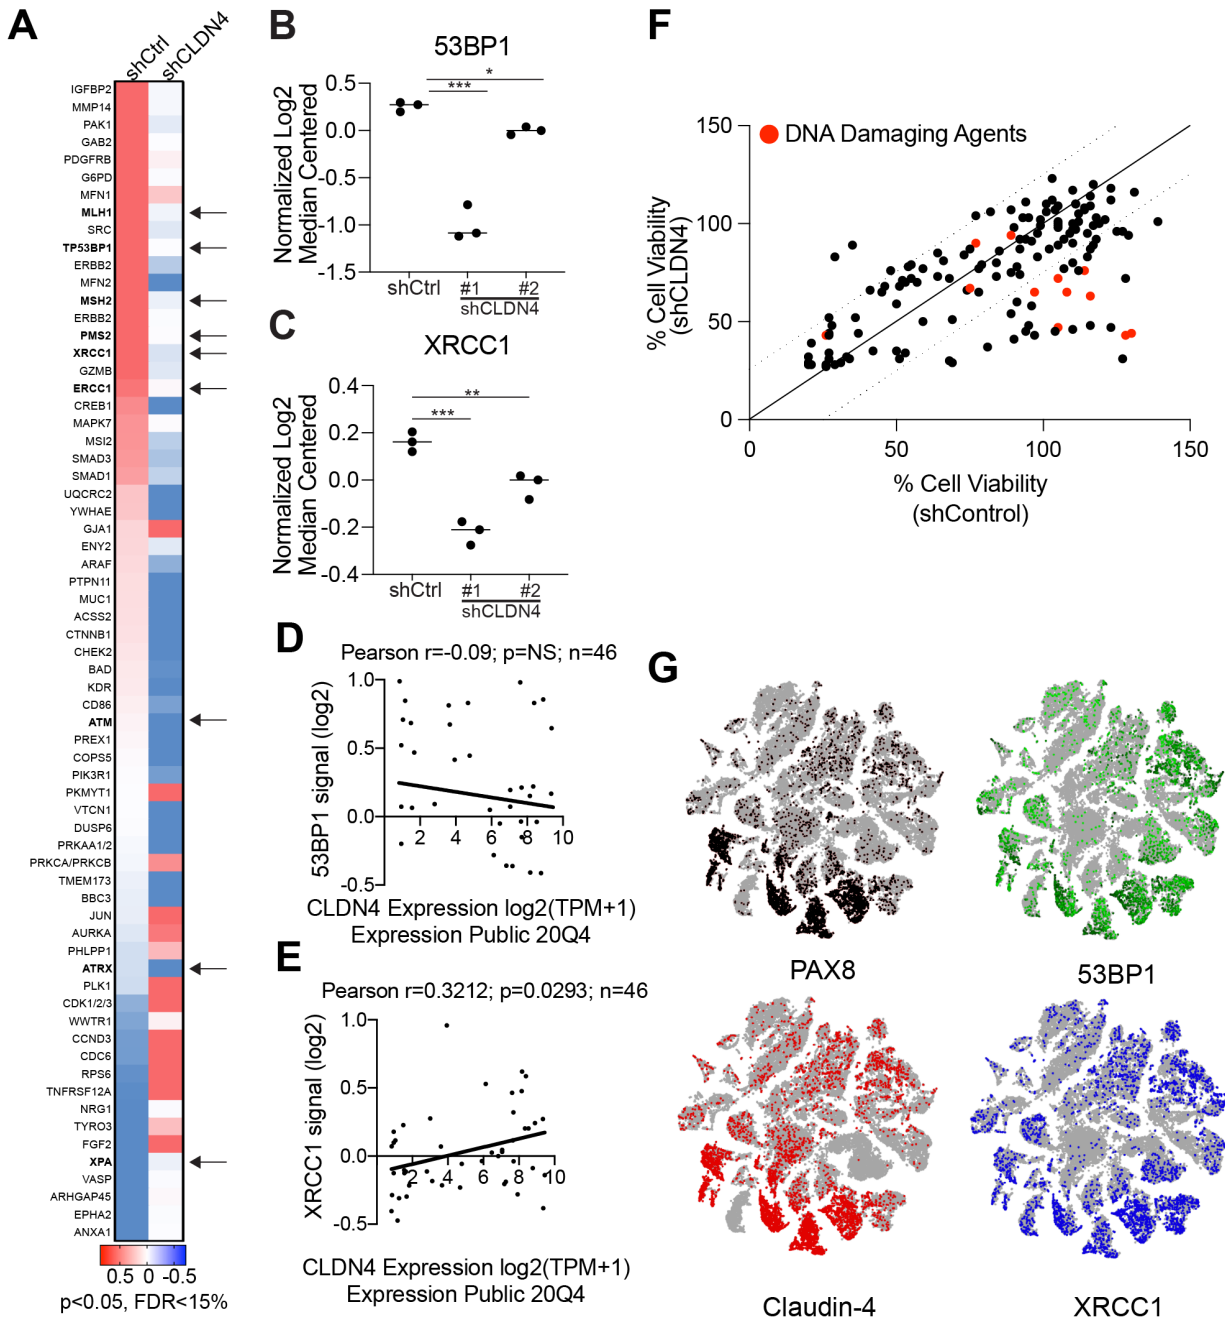 A
shCtrl
shCLDN4
IGFBP2
MMP14
PAK1
GAB2
PDGFRB
G6PD
MFN1
MLH1
SRC
TP53BP1
ERBB2
MFN2
MSH2
ERBB2
PMS2
XRCC1
GZMB
ERCC1
CREB1
MAPK7
MSI2
SMAD3
SMAD1
UQCRC2
YWHAE
GJA1
ENY2
ARAF
PTPN11
MUC1
ACSS2
CTNNB1
CHEK2
BAD
KDR
CD86
ATM
PREX1
COPS5
PIK3R1
PKMYT1
VTCN1
DUSP6
PRKAA1/2
PRKCA/PRKCB
TMEM173
BBC3
JUN
AURKA
PHLPP1
ATRX
PLK1
CDK1/2/3
WWTR1
CCND3
CDC6
RPS6
TNFRSF12A
NRG1
TYRO3
FGF2
XPA
VASP
ARHGAP45
EPHA2
ANXA1
0.5 0 -0.5
p<0.05, FDR<15%
B
53BP1
Normalized Log2
Median Centered
0.5
0.0
-0.5
-1.0
-1.5
*
***
shCtrl #1 #2
shCLDN4
C
XRCC1
Normalized Log2
Median Centered
0.4
0.2
0.0
-0.2
-0.4
**
***
shCtrl #1 #2
shCLDN4
D
Pearson r=-0.09; p=NS; n=46
53BP1 signal (log2)
1.0
0.5
0.0
-0.5
2 4 6 8 10
CLDN4 Expression log2(TPM+1)
Expression Public 20Q4
E
Pearson r=0.3212; p=0.0293; n=46
XRCC1 signal (log2)
1.0
0.5
0.0
-0.5
2 4 6 8 10
CLDN4 Expression log2(TPM+1)
Expression Public 20Q4
F
DNA Damaging Agents
% Cell Viability
(shCLDN4)
150
100
50
0
0 50 100 150
% Cell Viability
(shControl)
G
PAX8
53BP1
Claudin-4
XRCC1